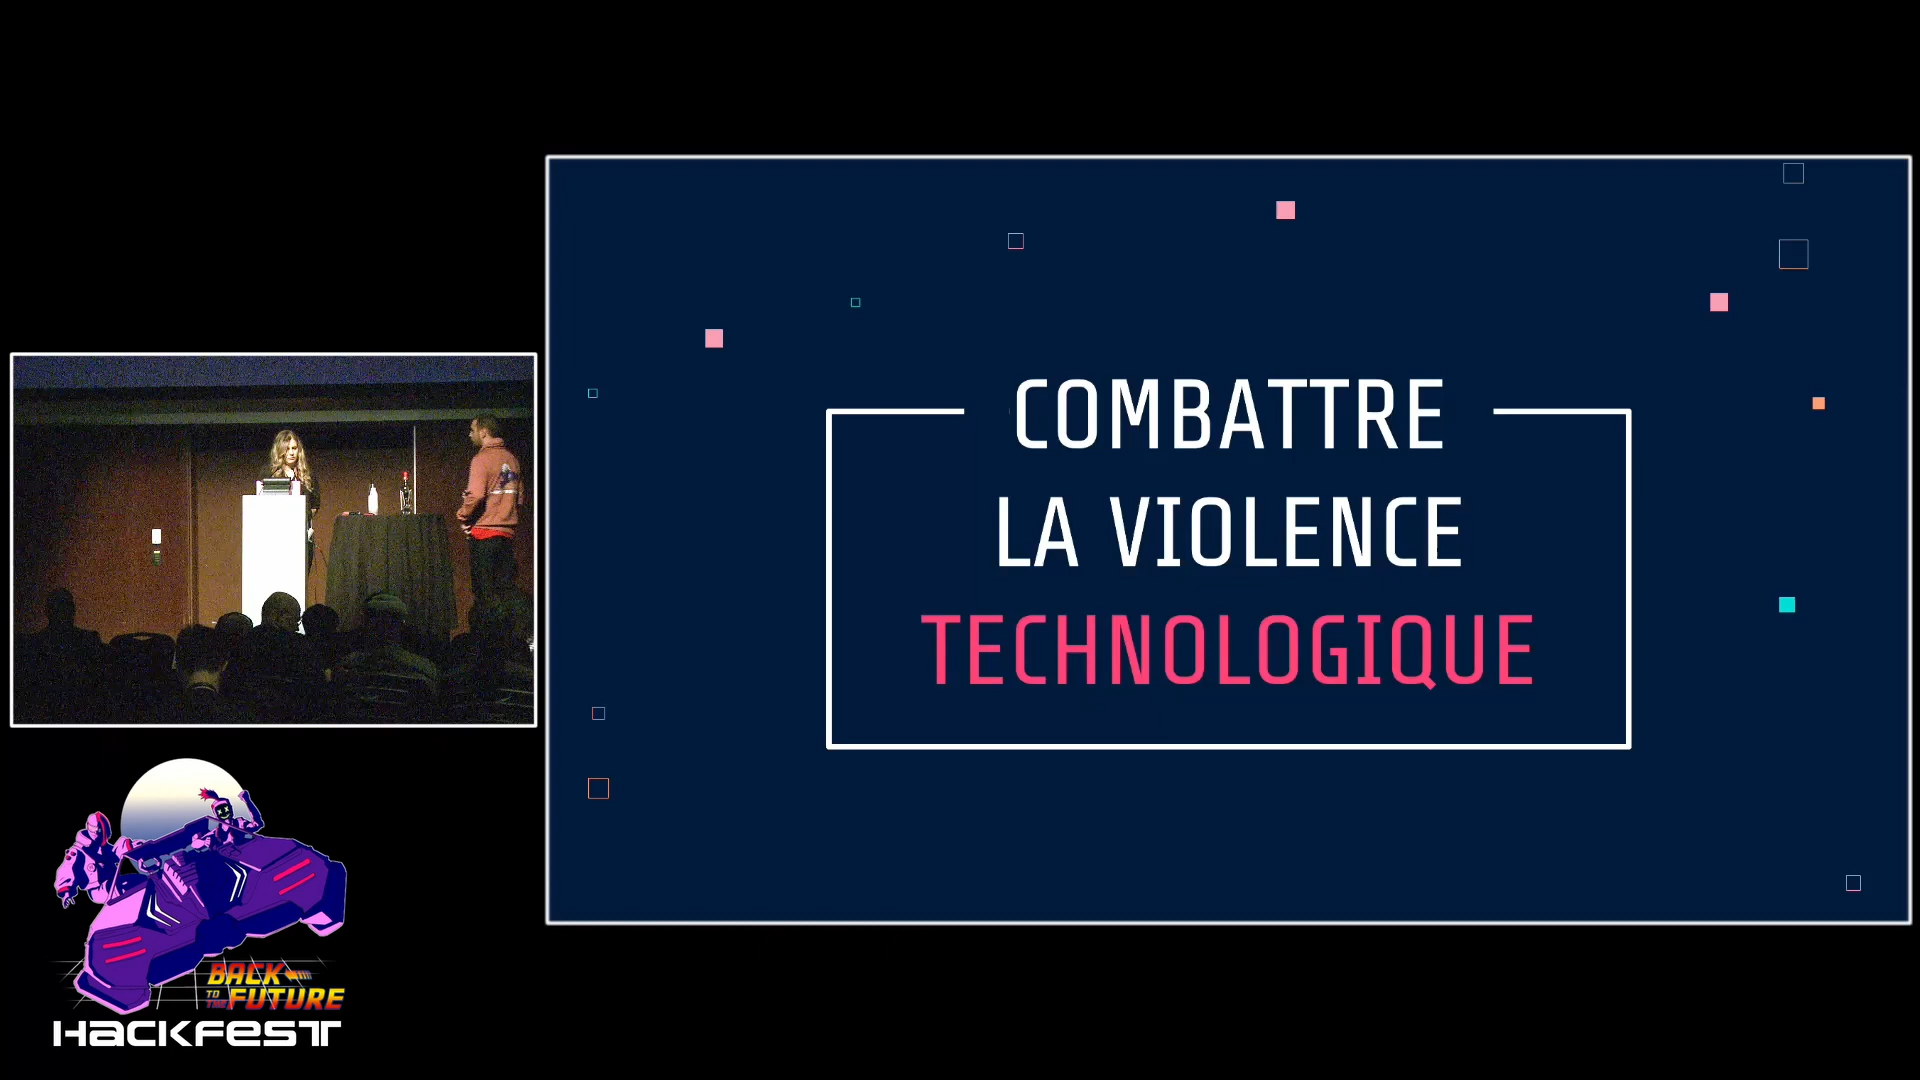 COMBATTRE
LA VIOLENCE
TECHNOLOGIQUE
BACK
TO THE FUTURE
HACKFEST